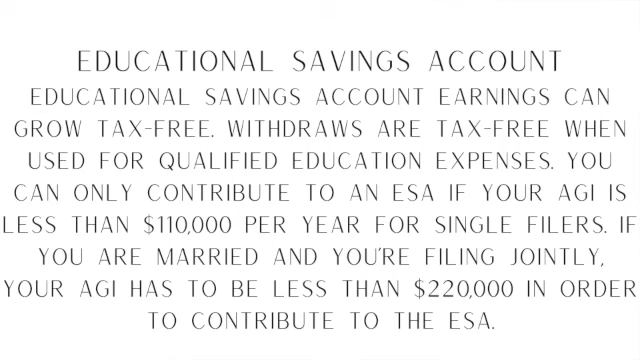 EDUCATIONAL SAVINGS ACCOUNT
EDUCATIONAL SAVINGS ACCOUNT EARNINGS CAN
GROW TAX-FREE. WITHDRAWS ARE TAX-FREE WHEN
USED FOR QUALIFIED EDUCATION EXPENSES. YOU
CAN ONLY CONTRIBUTE TO AN ESA IF YOUR AGI IS
LESS THAN $110,000 PER YEAR FOR SINGLE FILERS. IF
YOU ARE MARRIED AND YOU'RE FILING JOINTLY,
YOUR AGI HAS TO BE LESS THAN $220,000 IN ORDER
TO CONTRIBUTE TO THE ESA.